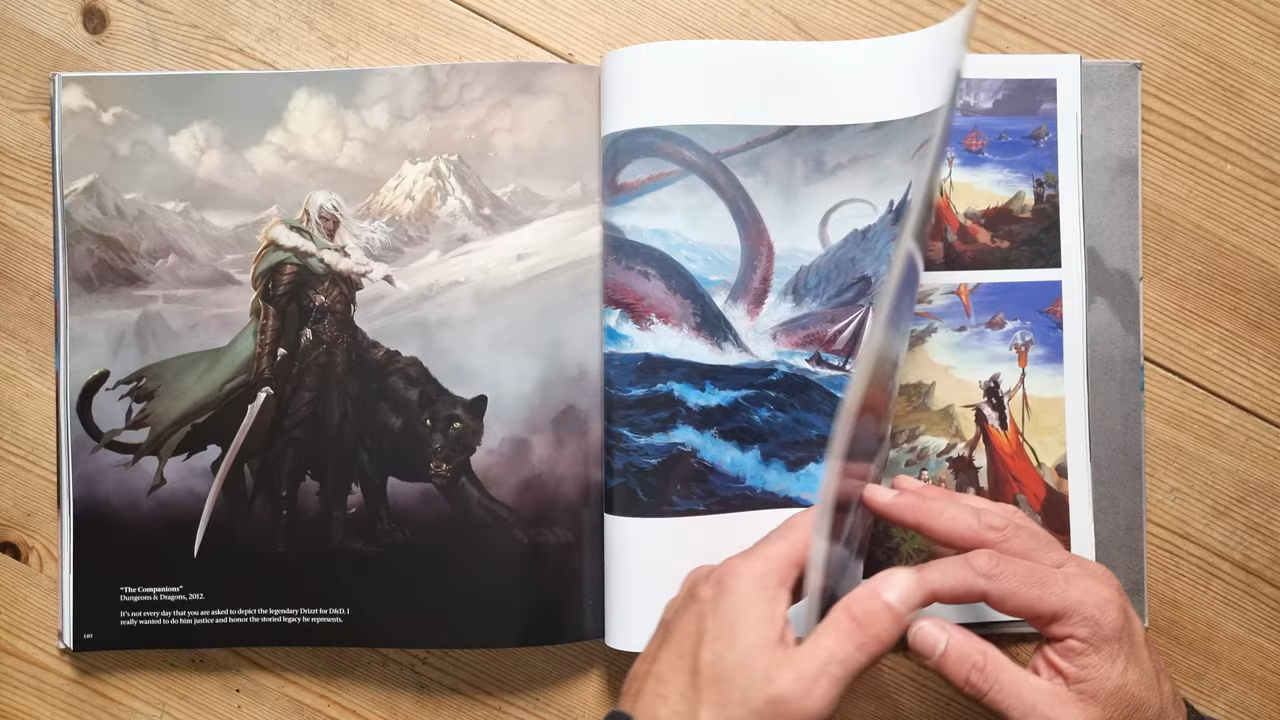 “The Companions”
Dungeons & Dragons, 2012.
It's not every day that you are asked to depict the legendary Drizzt for D&D. I
really wanted to do him justice and honor the storied legacy he represents.
140